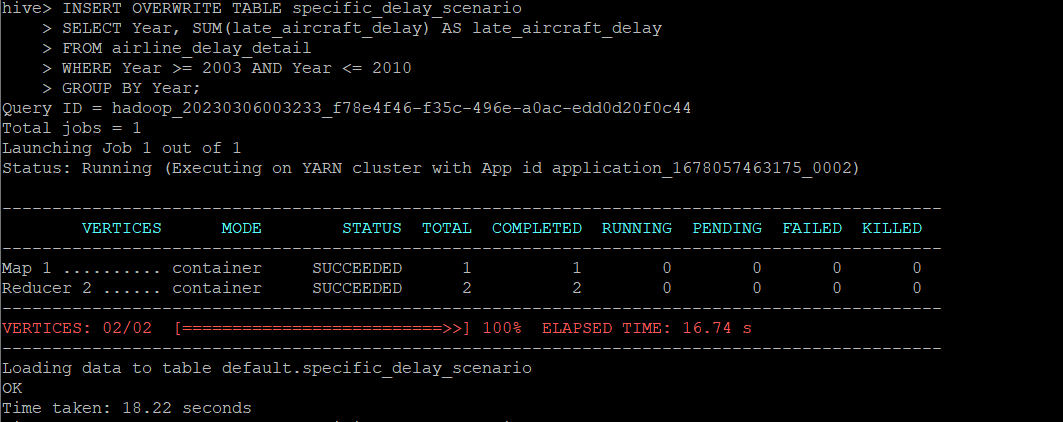 hive> INSERT OVERWRITE TABLE specific_delay_scenario
    > SELECT Year, SUM(late_aircraft_delay) AS late_aircraft_delay
    > FROM airline_delay_detail
    > WHERE Year >= 2003 AND Year <= 2010
    > GROUP BY Year;
Query ID = hadoop_20230306003233_f78e4f46-f35c-496e-a0ac-edd0d20f0c44
Total jobs = 1
Launching Job 1 out of 1
Status: Running (Executing on YARN cluster with App id application_1678057463175_0002)
----------------------------------------------------------------------------------------------
        VERTICES      MODE        STATUS  TOTAL  COMPLETED  RUNNING  PENDING  FAILED  KILLED
----------------------------------------------------------------------------------------------
Map 1 .......... container     SUCCEEDED      1          1        0        0       0       0
Reducer 2 ...... container     SUCCEEDED      2          2        0        0       0       0
----------------------------------------------------------------------------------------------
VERTICES: 02/02  [==========================>>] 100%  ELAPSED TIME: 16.74 s
----------------------------------------------------------------------------------------------
Loading data to table default.specific_delay_scenario
OK
Time taken: 18.22 seconds